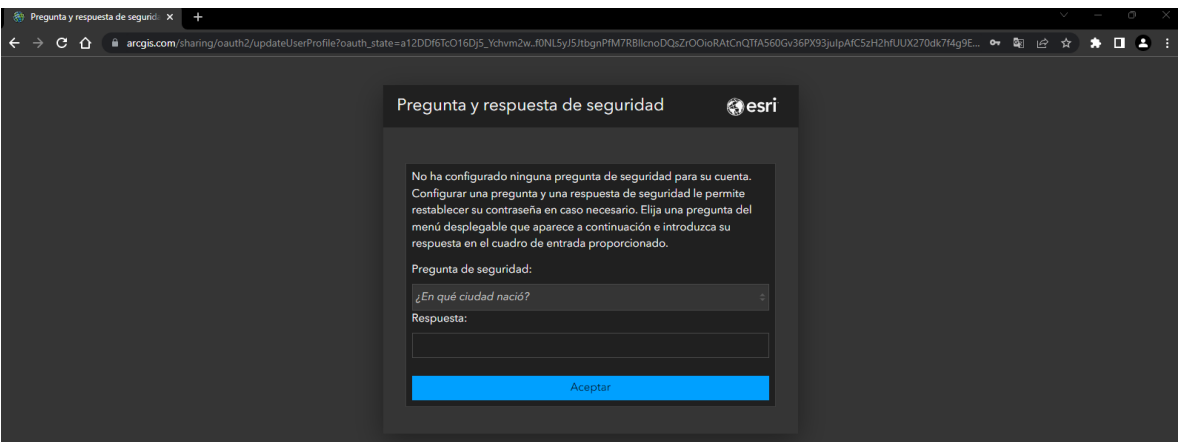 Pregunta y respuesta de segurida
arcgis.com/sharing/oauth2/updateUserProfile?oauth_state=a12DDf6TcO16Dj5_Ychvm2w..f0NL5yJ5JtbgnPfM7RBIlcnoDQsZrOOioRAtCnQTfA560Gv36PX93julpAfC5zH2hfUUX270dk7f4g9E...
Pregunta y respuesta de seguridad
esri
No ha configurado ninguna pregunta de seguridad para su cuenta.
Configurar una pregunta y una respuesta de seguridad le permite
restablecer su contraseña en caso necesario. Elija una pregunta del
menú desplegable que aparece a continuación e introduzca su
respuesta en el cuadro de entrada proporcionado.
Pregunta de seguridad:
¿En qué ciudad nació?
Respuesta:
Aceptar